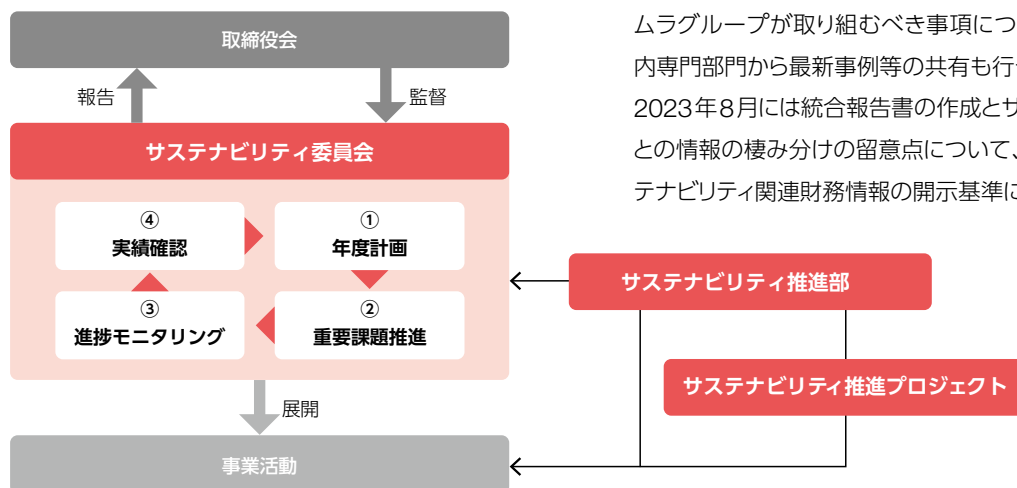 取締役会
報告
監督
サステナビリティ委員会
④
実績確認
①
年度計画
③
進捗モニタリング
②
重要課題推進
展開
事業活動
サステナビリティ推進部
サステナビリティ推進プロジェクト
ムラグループが取り組むべき事項につ
内専門部門から最新事例等の共有も行
2023年8月には統合報告書の作成とサ
との情報の棲み分けの留意点について、
テナビリティ関連財務情報の開示基準に